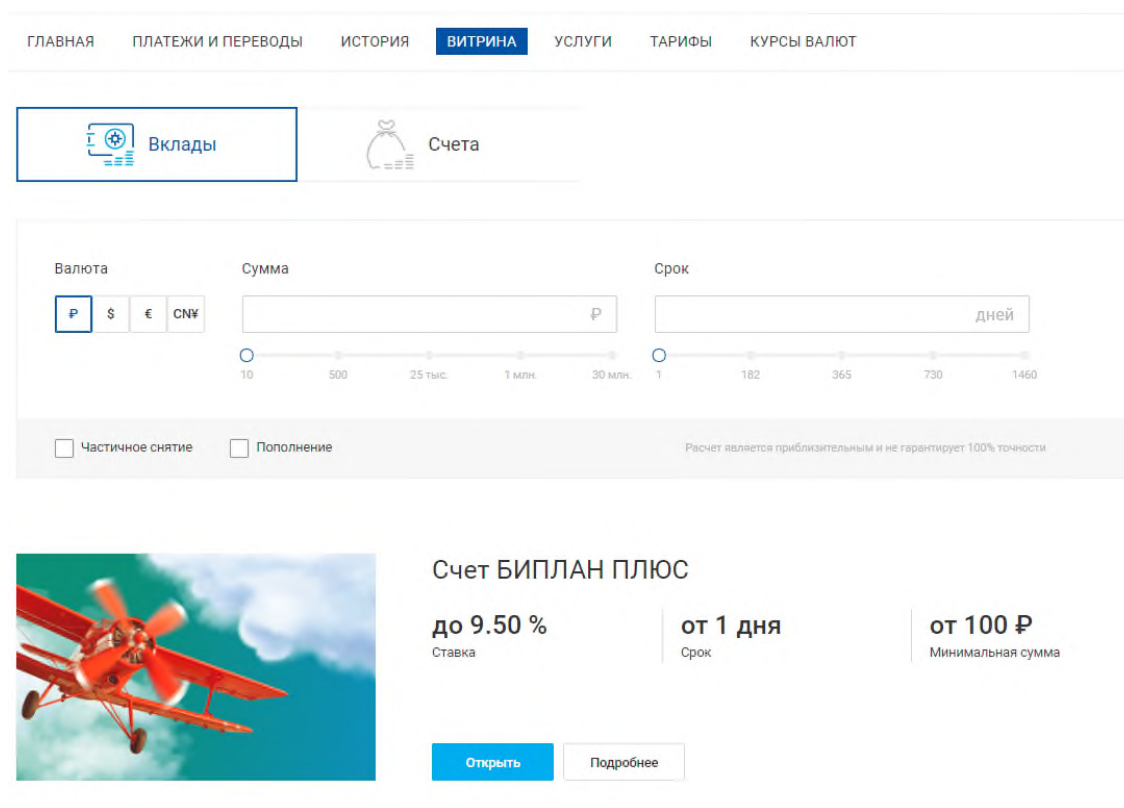 ГЛАВНАЯ ПЛАТЕЖИ И ПЕРЕВОДЫ ИСТОРИЯ ВИТРИНА УСЛУГИ ТАРИФЫ КУРСЫ ВАЛЮТ
Вклады Счета
Валюта Сумма Срок
₽ $ € CN¥ ₽ дней
10 500 25 тыс. 1 млн. 30 млн. 1 182 365 730 1460
Частичное снятие Пополнение Расчет является приблизительным и не гарантирует 100% точности
Счет БИПЛАН ПЛЮС
до 9.50 % от 1 дня от 100 ₽
Ставка Срок Минимальная сумма
Открыть Подробнее